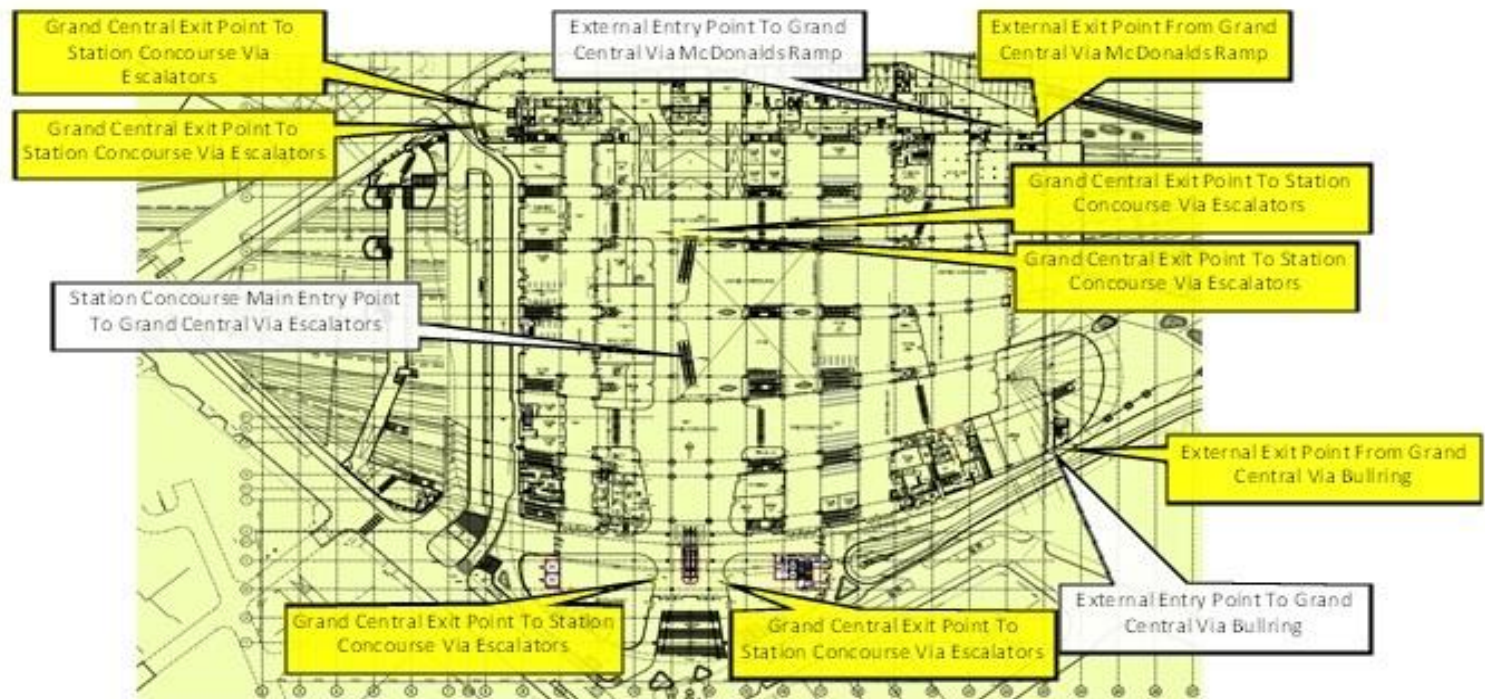 Grand Central Exit Point To
Station Concourse Via
Escalators
External Entry Point To Grand
Central Via McDonalds Ramp
External Exit Point From Grand
Central Via McDonalds Ramp
Grand Central Exit Point To
Station Concourse Via Escalators
Grand Central Exit Point To Station
Concourse Via Escalators
Grand Central Exit Point To Station
Concourse Via Escalators
Station Concourse Main Entry Point
To Grand Central Via Escalators
External Exit Point From Grand
Central Via Bullring
External Entry Point To Grand
Central Via Bullring
Grand Central Exit Point To Station
Concourse Via Escalators
Grand Central Exit Point To
Station Concourse Via Escalators